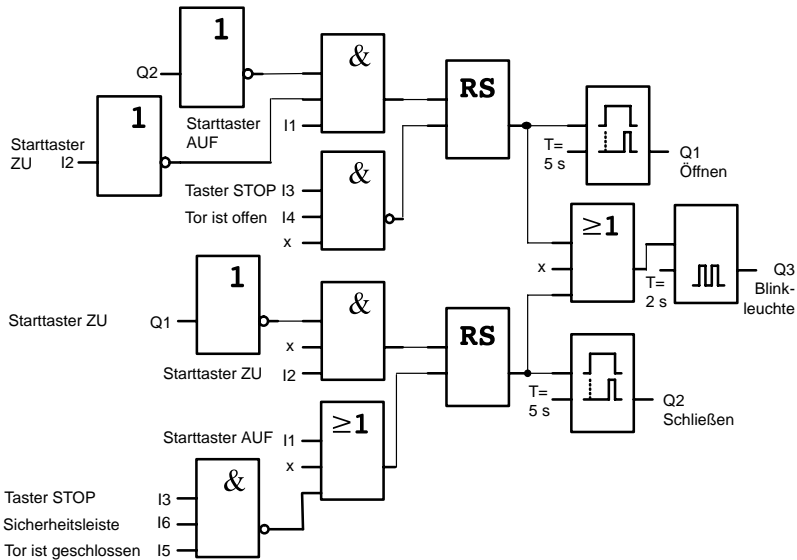 1
&
Q2
RS
1
Starttaster
AUF
I1
Starttaster
ZU
I2
T=
5 s
Q1
Öffnen
&
Taster STOP I3
Tor ist offen I4
x
≥1
x
T=
2 s
Q3
Blink-
leuchte
1
&
Starttaster ZU
Q1
x
Starttaster ZU I2
RS
T=
5 s
Q2
Schließen
≥1
Starttaster AUF I1
x
&
Taster STOP I3
Sicherheitsleiste I6
Tor ist geschlossen I5